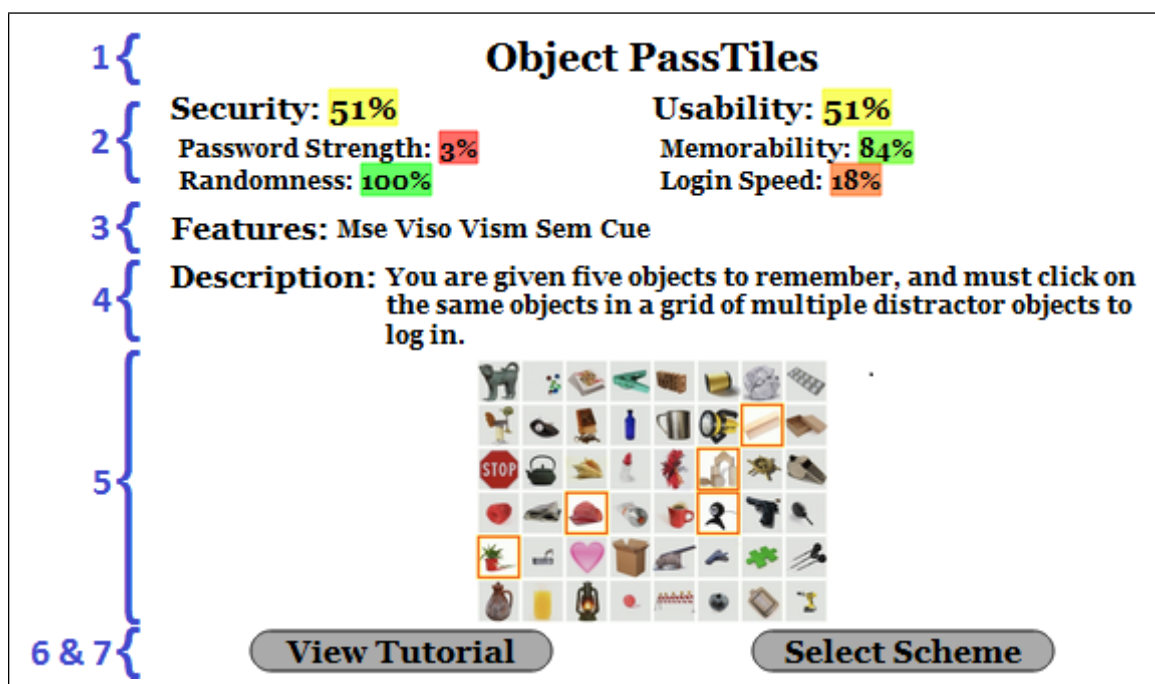 1{ Object PassTiles
2{ Security: 51% Usability: 51%
Password Strength: 3% Memorability: 84%
Randomness: 100% Login Speed: 18%
3{ Features: Mse Viso Vism Sem Cue
4{ Description: You are given five objects to remember, and must click on
the same objects in a grid of multiple distractor objects to
log in.
5{
STOP
6 & 7{ View Tutorial Select Scheme